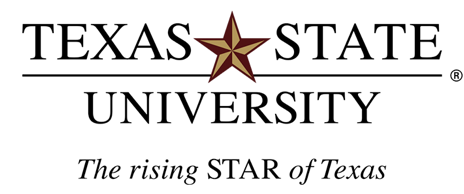 TEXAS STATE
®
UNIVERSITY
The rising STAR of Texas